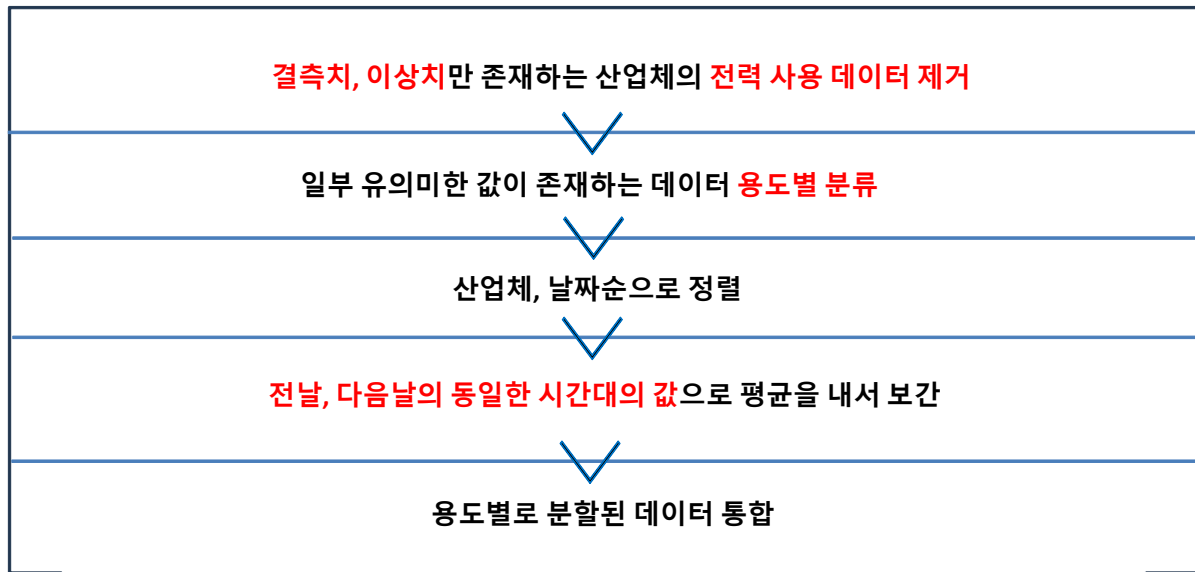 결측치, 이상치만 존재하는 산업체의 전력 사용 데이터 제거
일부 유의미한 값이 존재하는 데이터 용도별 분류
산업체, 날짜순으로 정렬
전날, 다음날의 동일한 시간대의 값으로 평균을 내서 보간
용도별로 분할된 데이터 통합